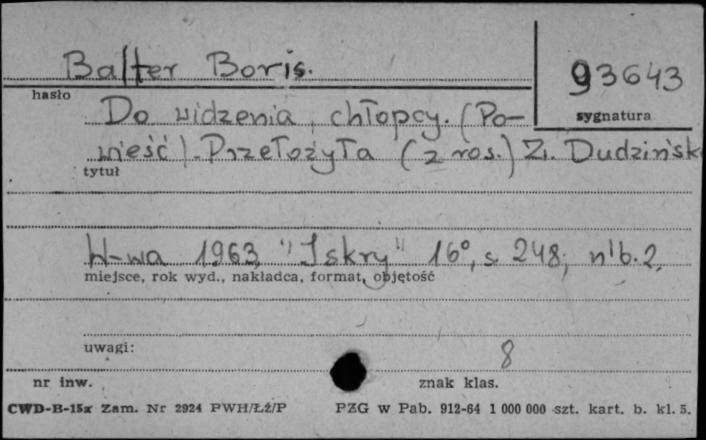 Balter Boris.
93643
hasło
Do widzenia, chłopcy. (Po-
sygnatura
wieść). Przełożyła (z ros.) Z. Dudzińsk
tytuł
W-wa 1963 "Iskry" 16°, s. 248, nlb. 2.
miejsce, rok wyd., nakładca, format, objętość
uwagi:
8
nr inw. znak klas.
CWD-B-15x Zam. Nr 2924 PWH/ŁŻ/P PZG w Pab. 912-64 1 000 000 szt. kart. b. kl. 5.